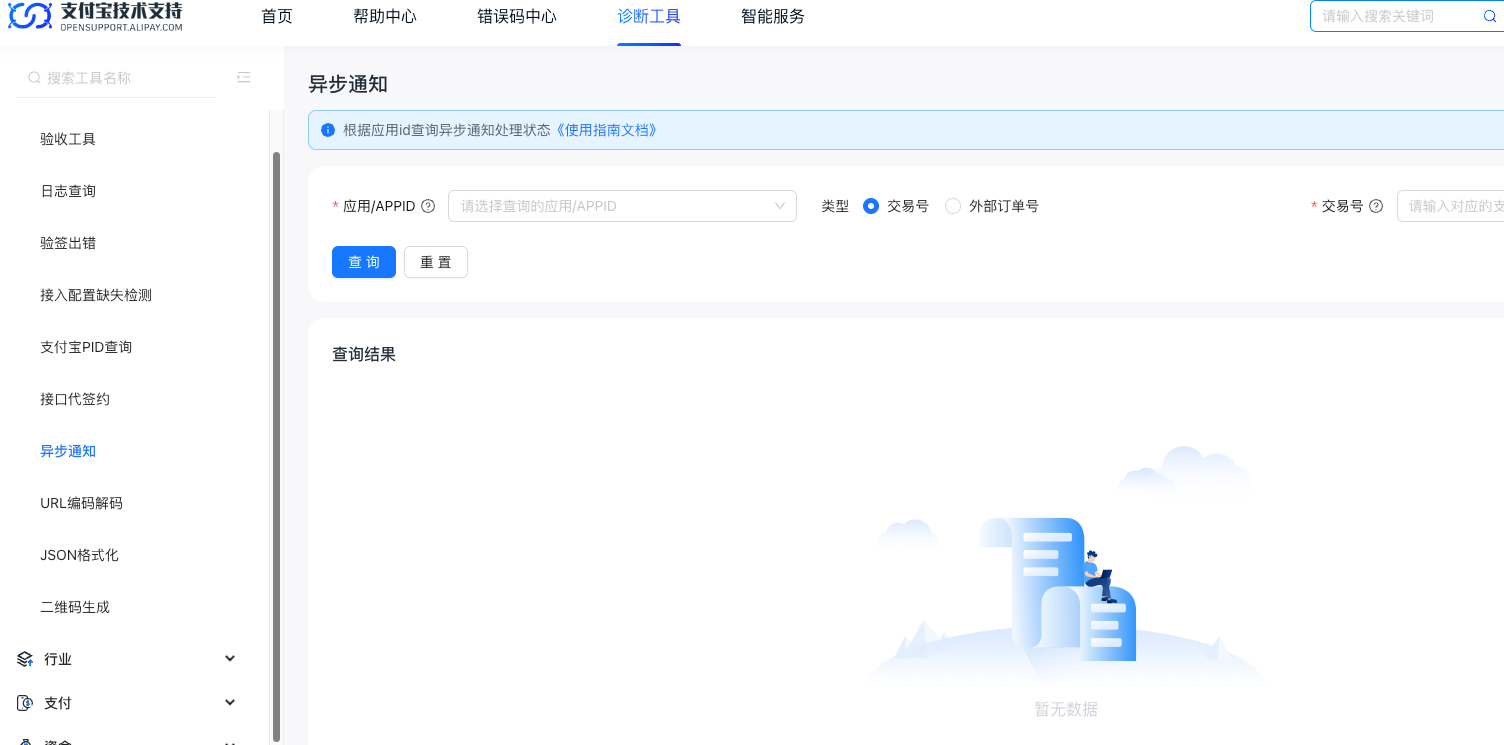 支付宝技术支持
OPENSUPPORT.ALIPAY.COM
首页
帮助中心
错误码中心
诊断工具
智能服务
请输入搜索关键词
搜索工具名称
验收工具
日志查询
验签出错
接入配置缺失检测
支付宝PID查询
接口代签约
异步通知
URL编码解码
JSON格式化
二维码生成
行业
支付
资金
异步通知
根据应用id查询异步通知处理状态《使用指南文档》
* 应用/APPID
请选择查询的应用/APPID
类型
交易号
外部订单号
* 交易号
请输入对应的支
查 询
重 置
查询结果
暂无数据